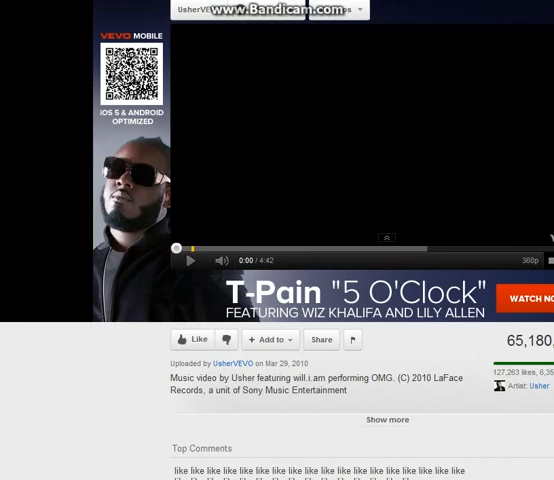 UsherVE
www.Bandicam.com
os
VEVO MOBILE
iOS 5 & ANDROID
OPTIMIZED
0:00 / 4:42
360p
T-Pain "5 O'Clock"
FEATURING WIZ KHALIFA AND LILY ALLEN
WATCH NO
Like
Add to
Share
65,180,
Uploaded by UsherVEVO on Mar 29, 2010
127,263 likes, 6,35
Music video by Usher featuring will.i.am performing OMG. (C) 2010 LaFace
Records, a unit of Sony Music Entertainment
Artist: Usher
Show more
Top Comments
like like like like like like like like like like like like like like like like like like